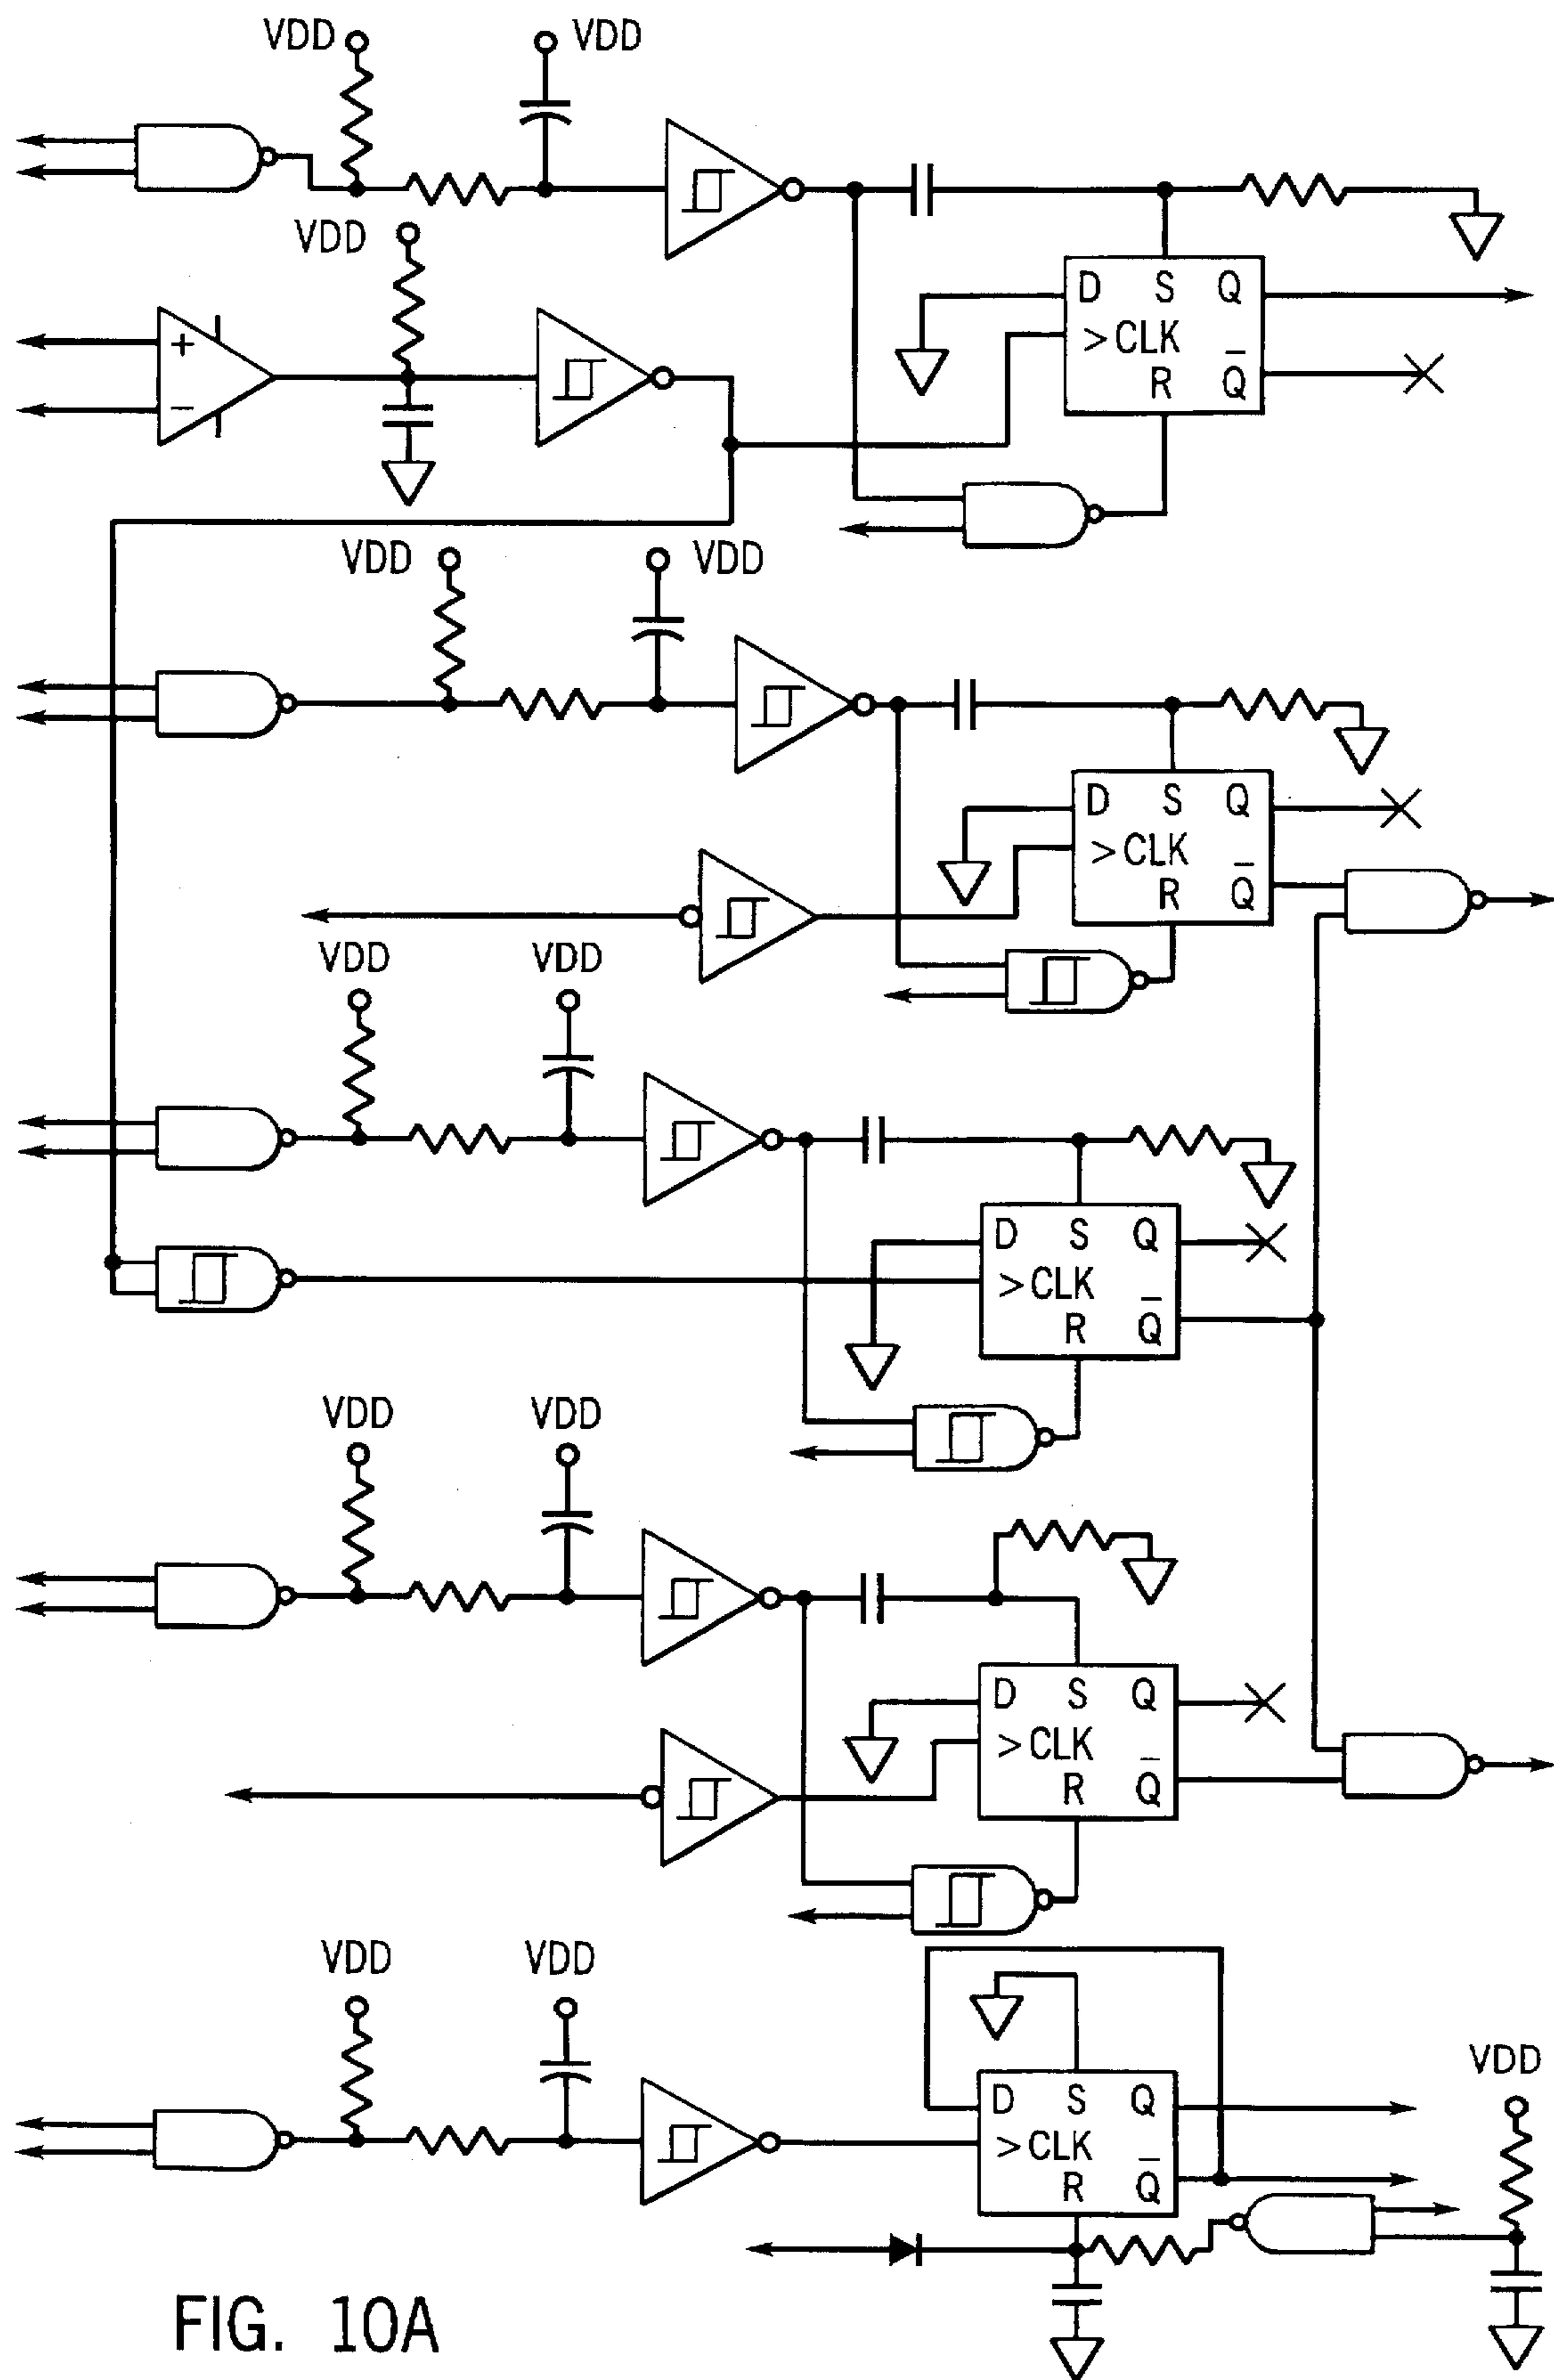 VDD VDD
VDD
+
−
D S Q
>CLK
R Q̅
VDD VDD
D S Q
>CLK
R Q̅
VDD VDD
D S Q
>CLK
R Q̅
VDD VDD
D S Q
>CLK
R Q̅
VDD VDD
VDD
D S Q
>CLK
R Q̅
FIG. 10A